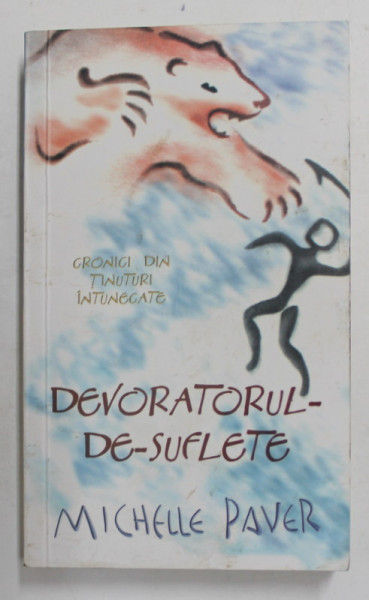 CRONICI DIN
ȚINUTURI
ÎNTUNECATE
DEVORATORUL-
DE-SUFLETE
MICHELLE PAVER